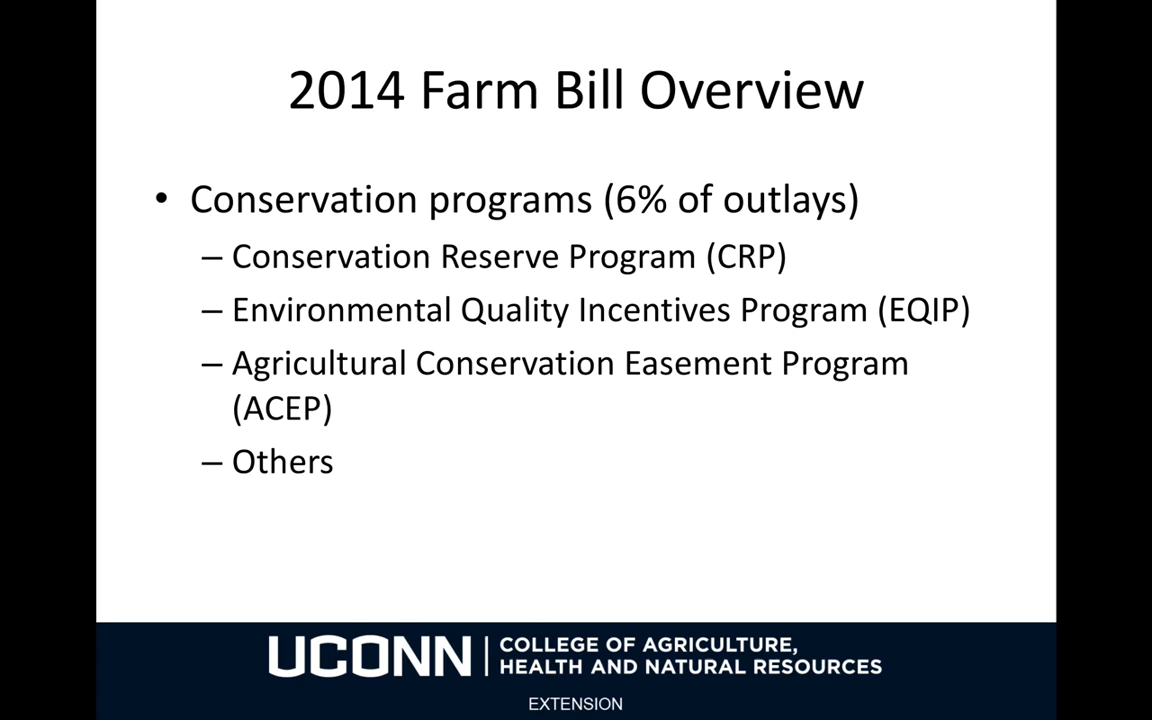 2014 Farm Bill Overview
• Conservation programs (6% of outlays)
– Conservation Reserve Program (CRP)
– Environmental Quality Incentives Program (EQIP)
– Agricultural Conservation Easement Program
(ACEP)
– Others
UCONN | COLLEGE OF AGRICULTURE,
HEALTH AND NATURAL RESOURCES
EXTENSION